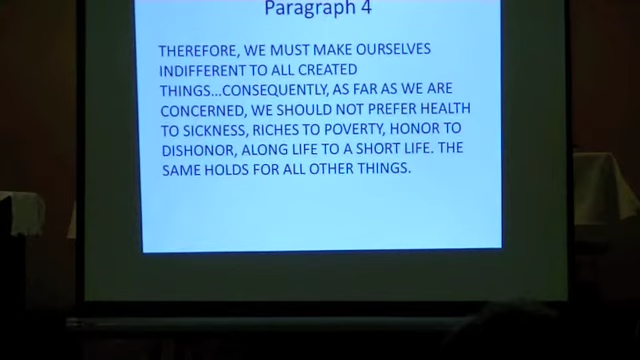 Paragraph 4
THEREFORE, WE MUST MAKE OURSELVES
INDIFFERENT TO ALL CREATED
THINGS...CONSEQUENTLY, AS FAR AS WE ARE
CONCERNED, WE SHOULD NOT PREFER HEALTH
TO SICKNESS, RICHES TO POVERTY, HONOR TO
DISHONOR, ALONG LIFE TO A SHORT LIFE. THE
SAME HOLDS FOR ALL OTHER THINGS.